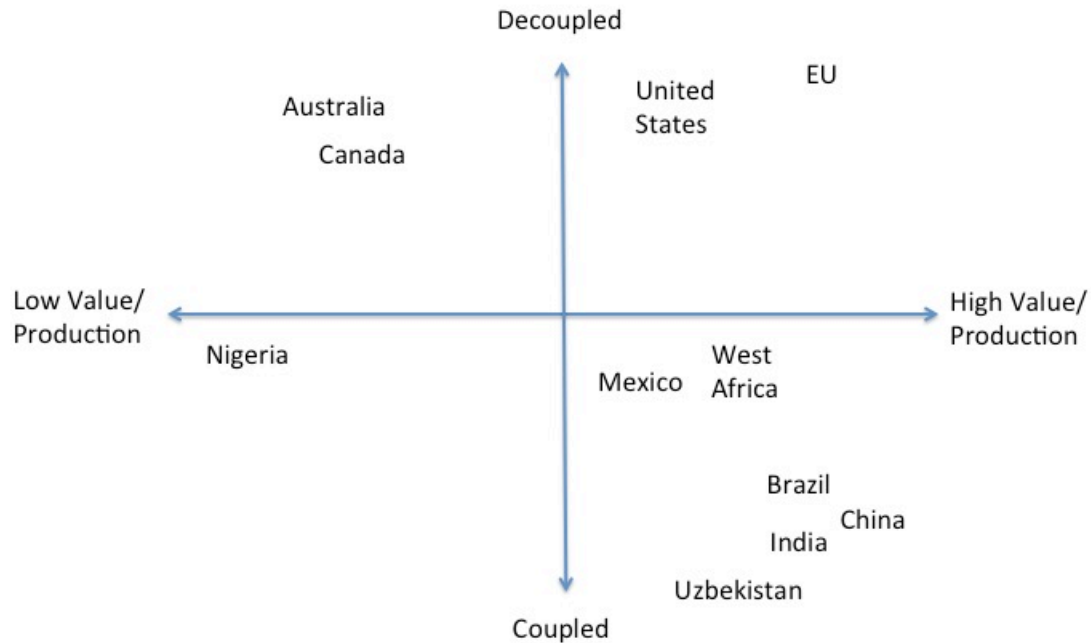 Decoupled
EU
United
States
Australia
Canada
Low Value/
Production
High Value/
Production
Nigeria
West
Africa
Mexico
Brazil
China
India
Uzbekistan
Coupled